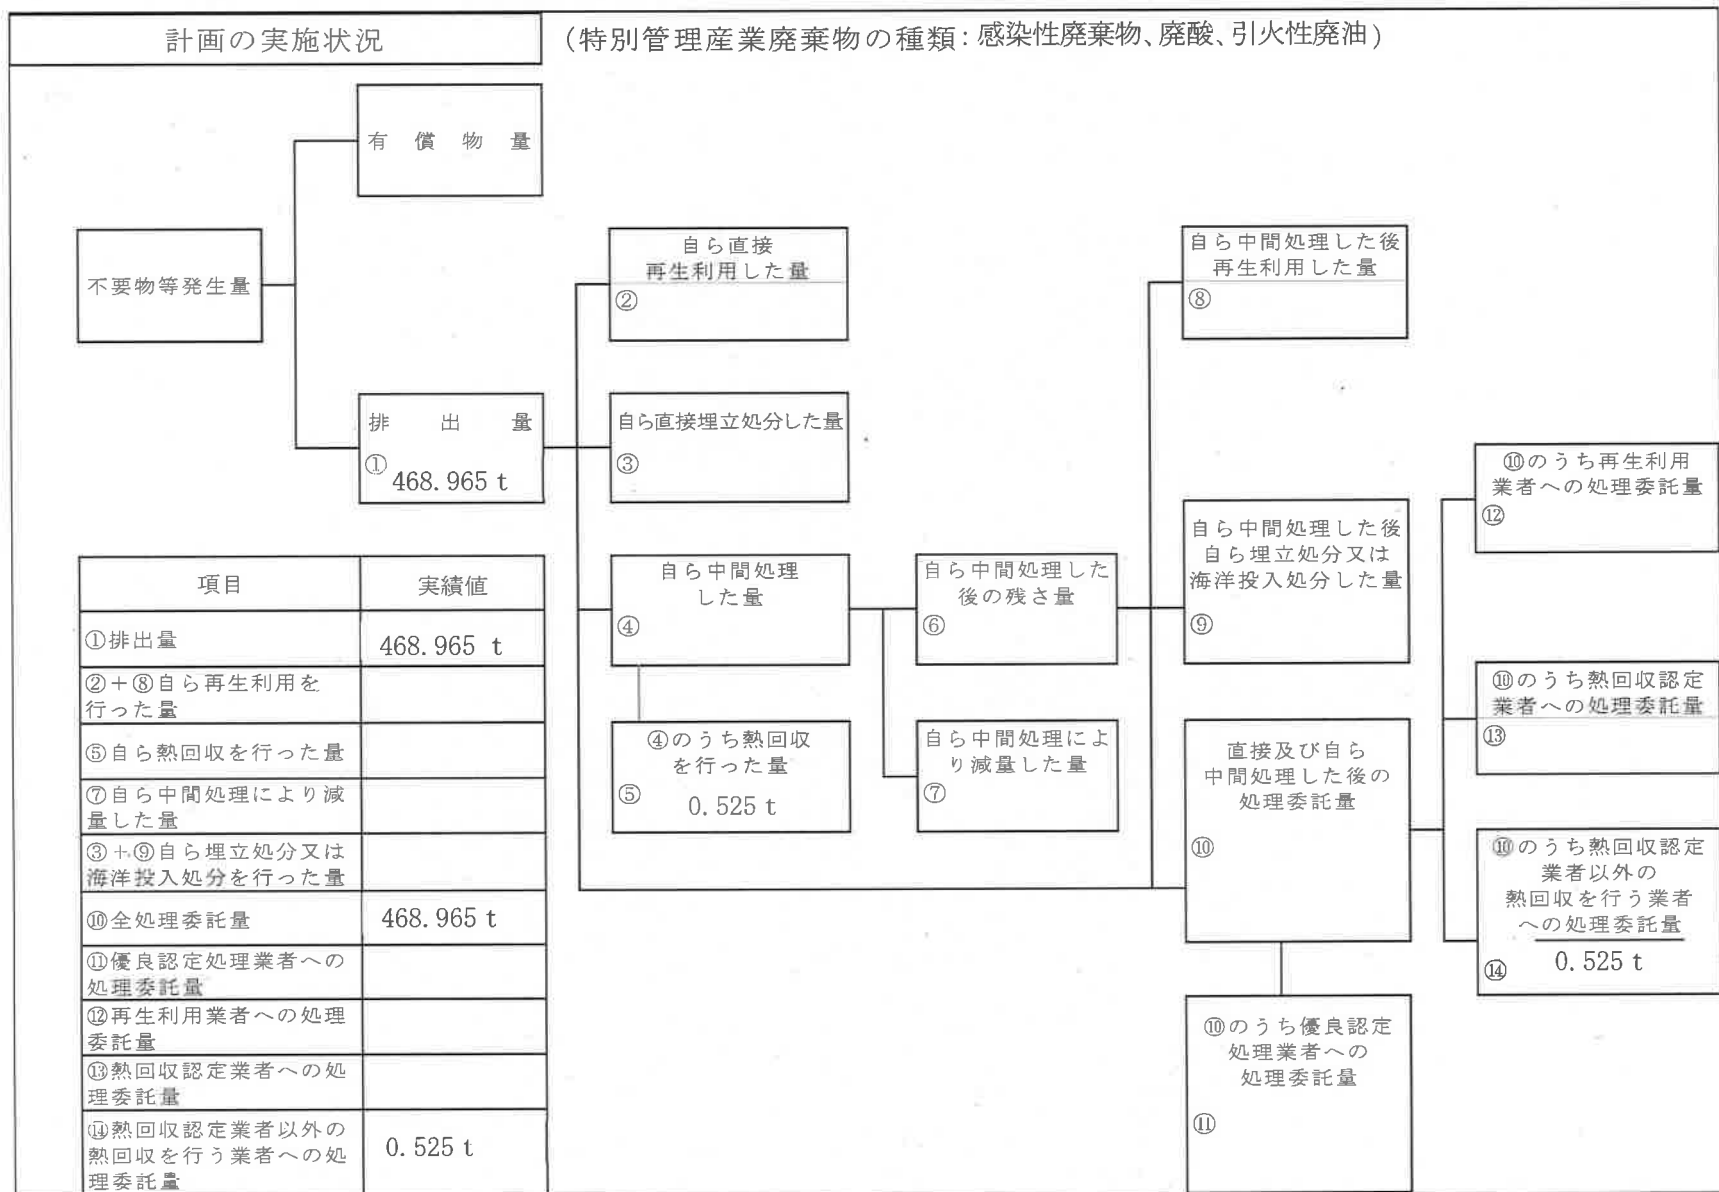 計画の実施状況
(特別管理産業廃棄物の種類: 感染性廃棄物、廃酸、引火性廃油)
有償物量
不要物等発生量
排出量
①
468.965 t
自ら直接
再生利用した量
②
自ら直接埋立処分した量
③
自ら中間処理
した量
④
④のうち熱回収
を行った量
⑤
0.525 t
自ら中間処理した
後の残さ量
⑥
自ら中間処理によ
り減量した量
⑦
自ら中間処理した後
再生利用した量
⑧
自ら中間処理した後
自ら埋立処分又は
海洋投入処分した量
⑨
直接及び自ら
中間処理した後の
処理委託量
⑩
⑩のうち優良認定
処理業者への
処理委託量
⑪
⑩のうち再生利用
業者への処理委託量
⑫
⑩のうち熱回収認定
業者への処理委託量
⑬
⑩のうち熱回収認定
業者以外の
熱回収を行う業者
への処理委託量
⑭
0.525 t
項目 実績値
①排出量 468.965 t
②+⑧自ら再生利用を
行った量
⑤自ら熱回収を行った量
⑦自ら中間処理により減
量した量
③+⑨自ら埋立処分又は
海洋投入処分を行った量
⑩全処理委託量 468.965 t
⑪優良認定処理業者への
処理委託量
⑫再生利用業者への処理
委託量
⑬熱回収認定業者への処
理委託量
⑭熱回収認定業者以外の
熱回収を行う業者への処
理委託量
0.525 t